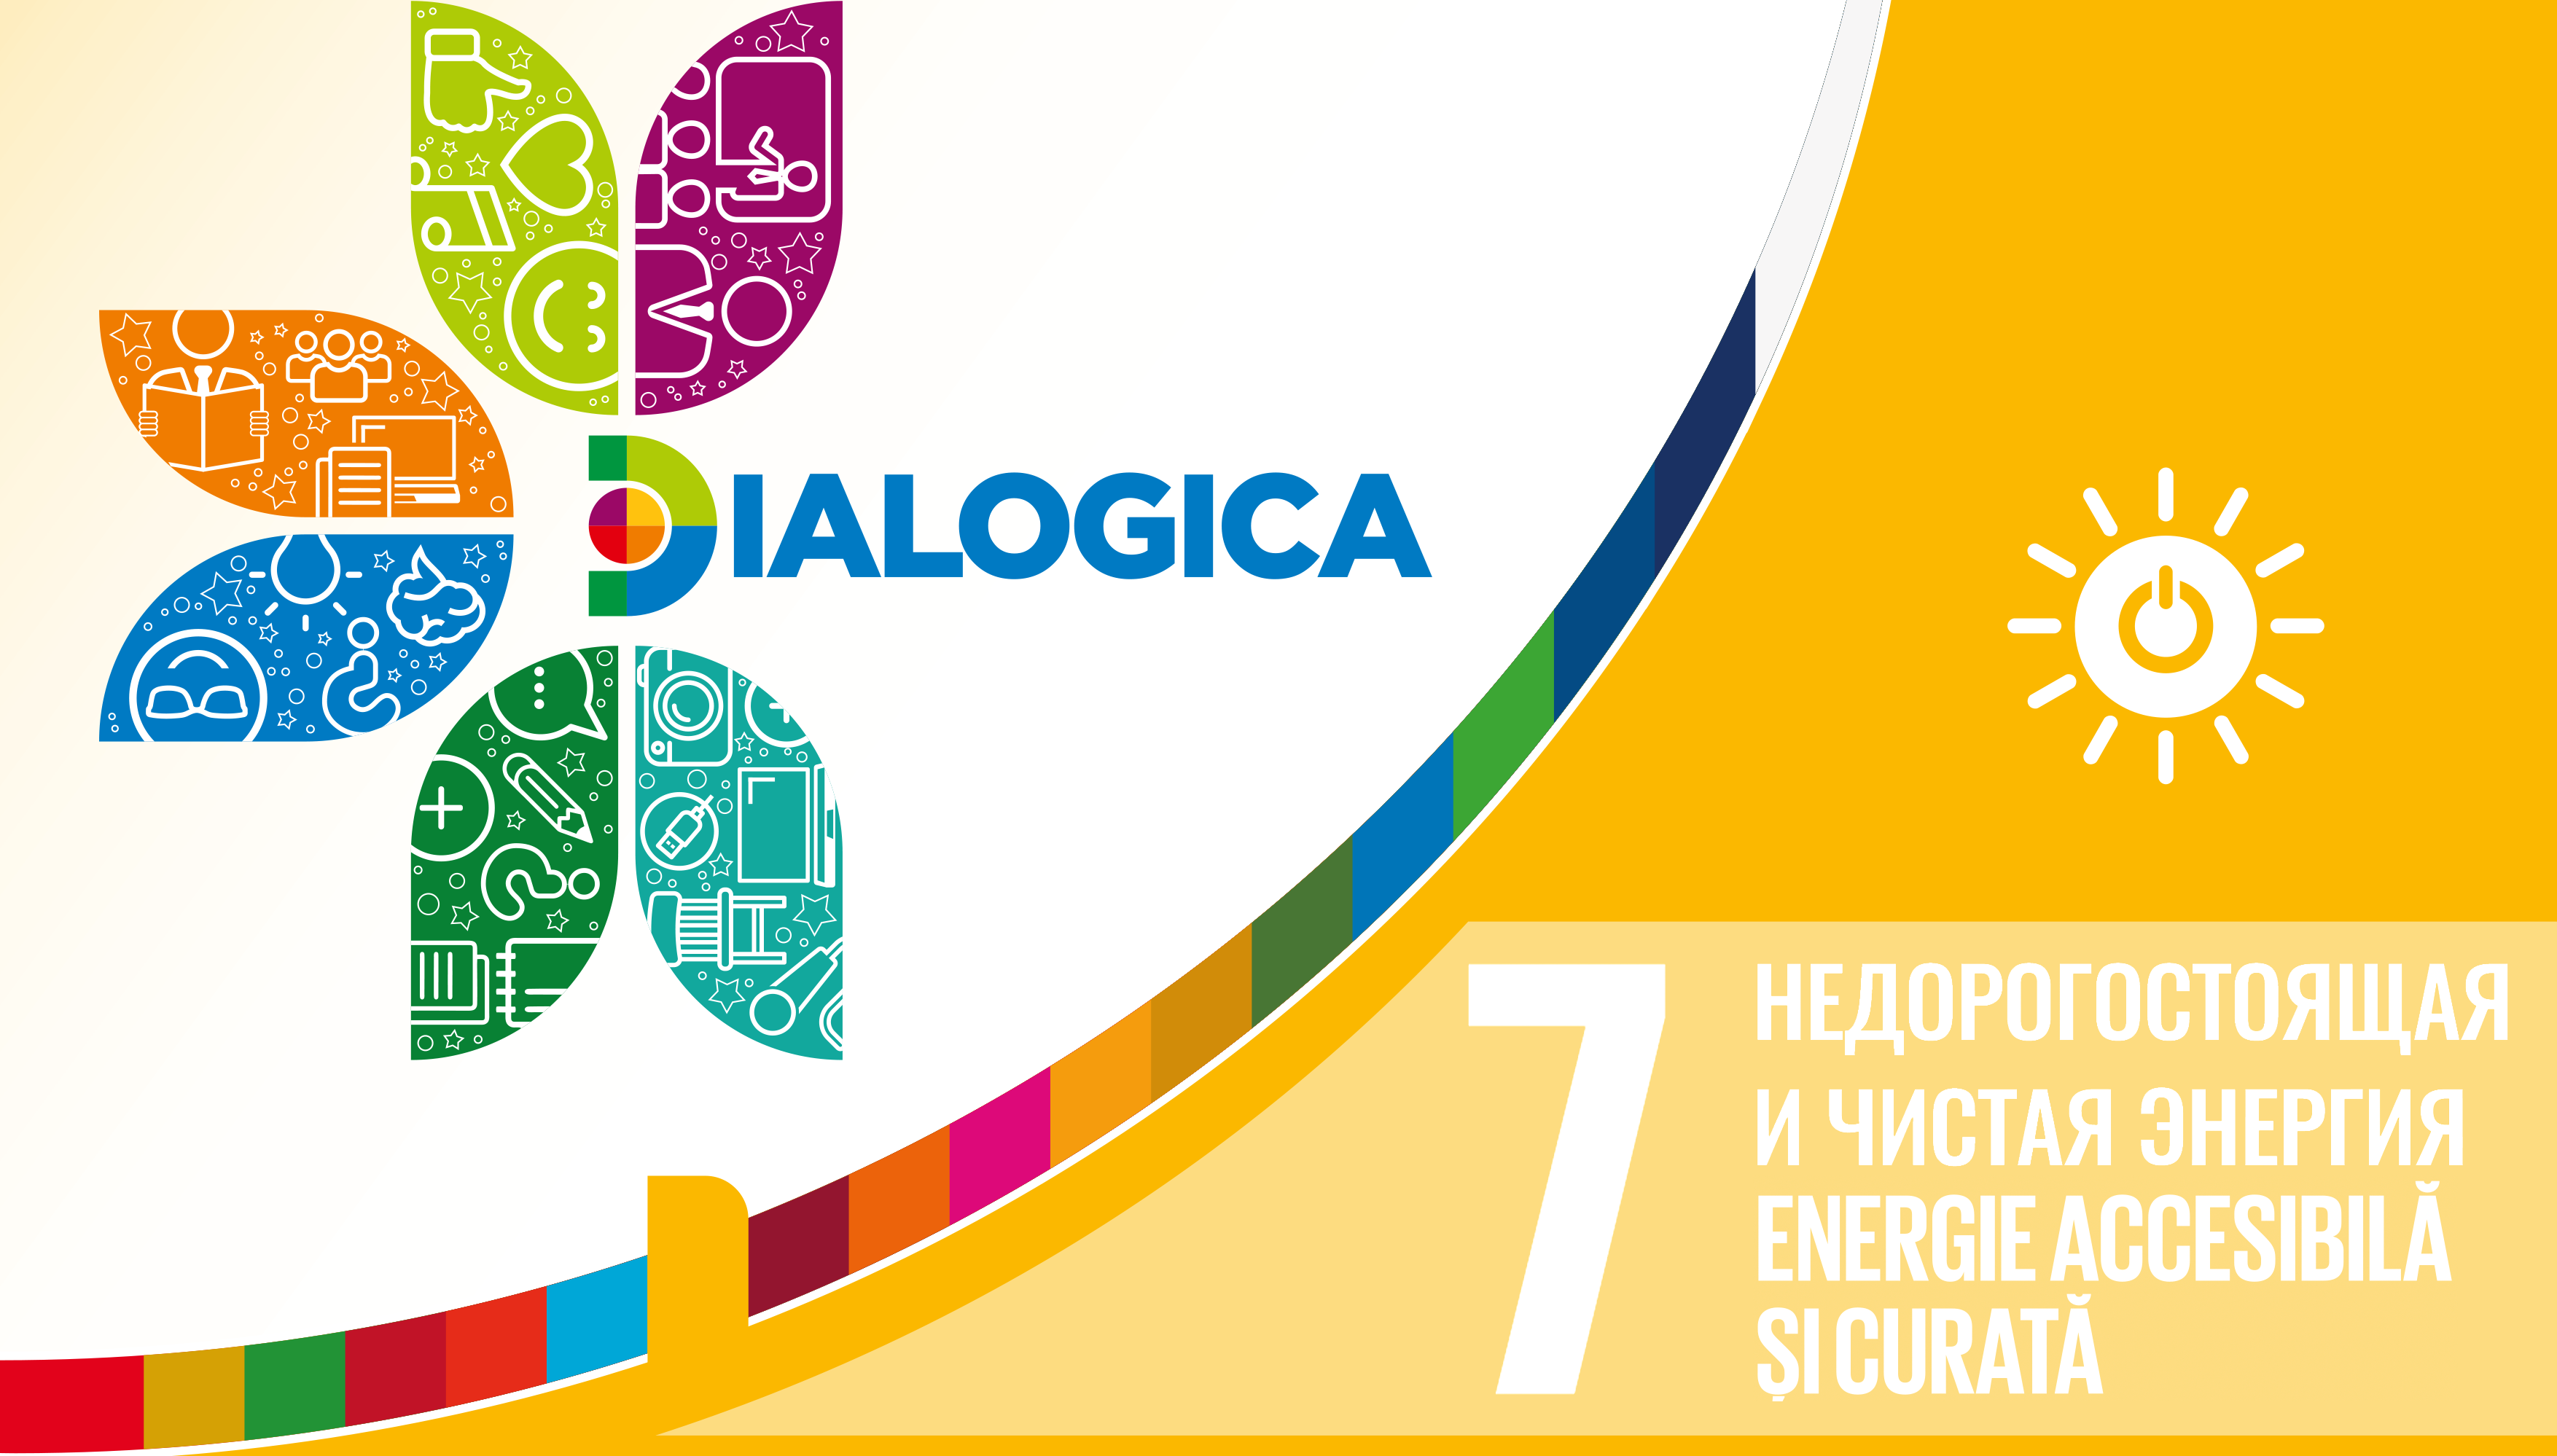 DIALOGICA
7
НЕДОРОГОСТОЯЩАЯ
И ЧИСТАЯ ЭНЕРГИЯ
ENERGIE ACCESIBILĂ
ȘI CURATĂ